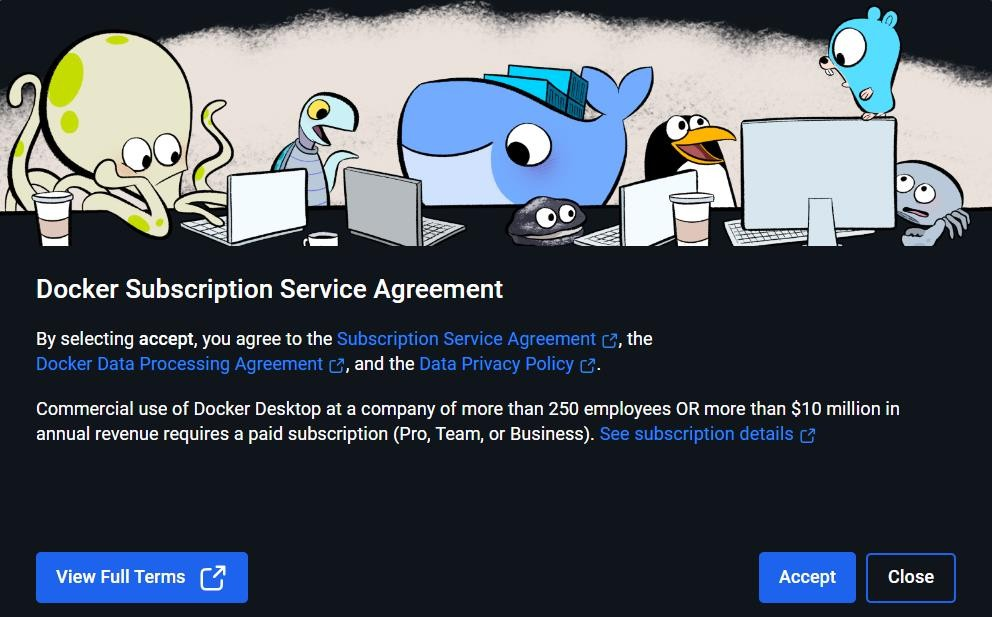 Docker Subscription Service Agreement
By selecting accept, you agree to the Subscription Service Agreement, the
Docker Data Processing Agreement, and the Data Privacy Policy.
Commercial use of Docker Desktop at a company of more than 250 employees OR more than $10 million in
annual revenue requires a paid subscription (Pro, Team, or Business). See subscription details
View Full Terms
Accept
Close